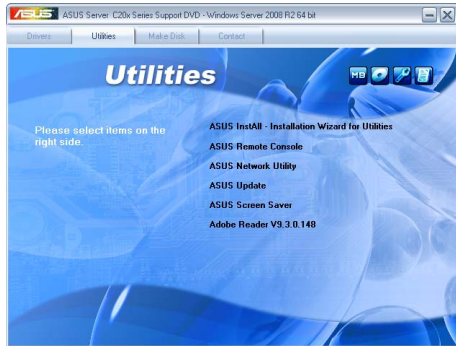 ASUS ASUS Server C20x Series Support DVD - Windows Server 2008 R2 64 bit
Drivers Utilities Make Disk Contact
Utilities
MB
Please select items on the
right side.
ASUS InstAll - Installation Wizard for Utilities
ASUS Remote Console
ASUS Network Utility
ASUS Update
ASUS Screen Saver
Adobe Reader V9.3.0.148